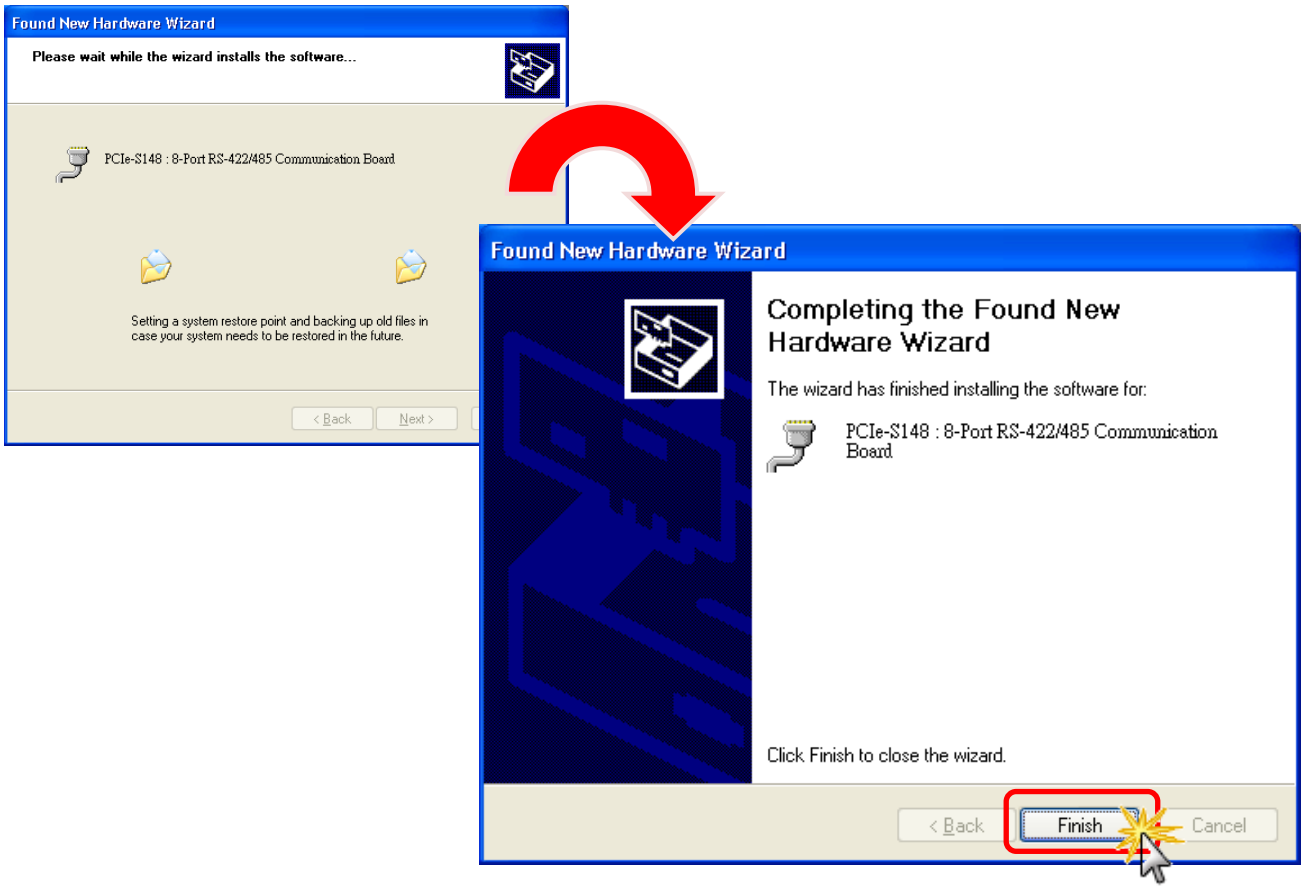 Found New Hardware Wizard
Please wait while the wizard installs the software...
PCIe-S148 : 8-Port RS-422/485 Communication Board
Setting a system restore point and backing up old files in
case your system needs to be restored in the future.
< Back
Next >
Found New Hardware Wizard
Completing the Found New
Hardware Wizard
The wizard has finished installing the software for:
PCIe-S148 : 8-Port RS-422/485 Communication
Board
Click Finish to close the wizard.
< Back
Finish
Cancel